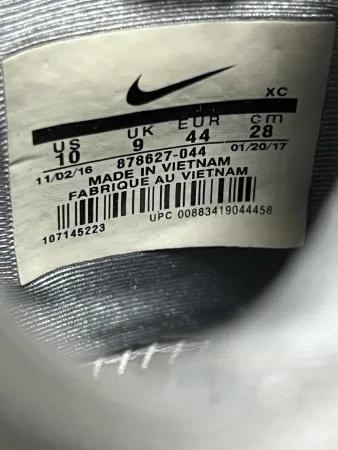 XC
US UK EUR cm
10 9 44 28
11/02/16 878627-044 01/20/17
MADE IN VIETNAM
FABRIQUE AU VIETNAM
UPC 00883419044458
107145223